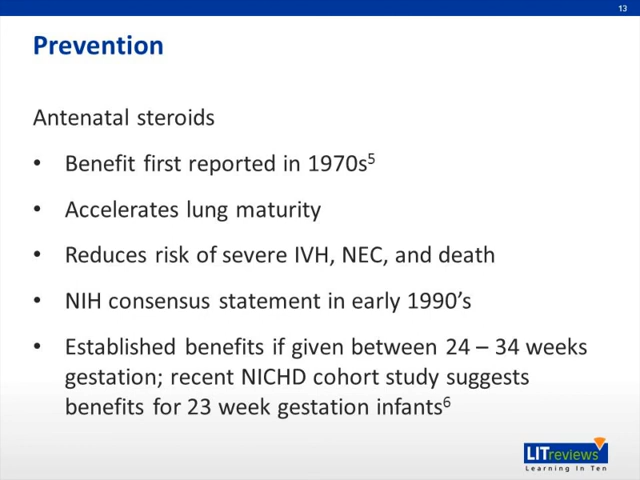 13
Prevention
Antenatal steroids
• Benefit first reported in 1970s⁵
• Accelerates lung maturity
• Reduces risk of severe IVH, NEC, and death
• NIH consensus statement in early 1990's
• Established benefits if given between 24 – 34 weeks
gestation; recent NICHD cohort study suggests
benefits for 23 week gestation infants⁶
LITreviews
Learning In Ten